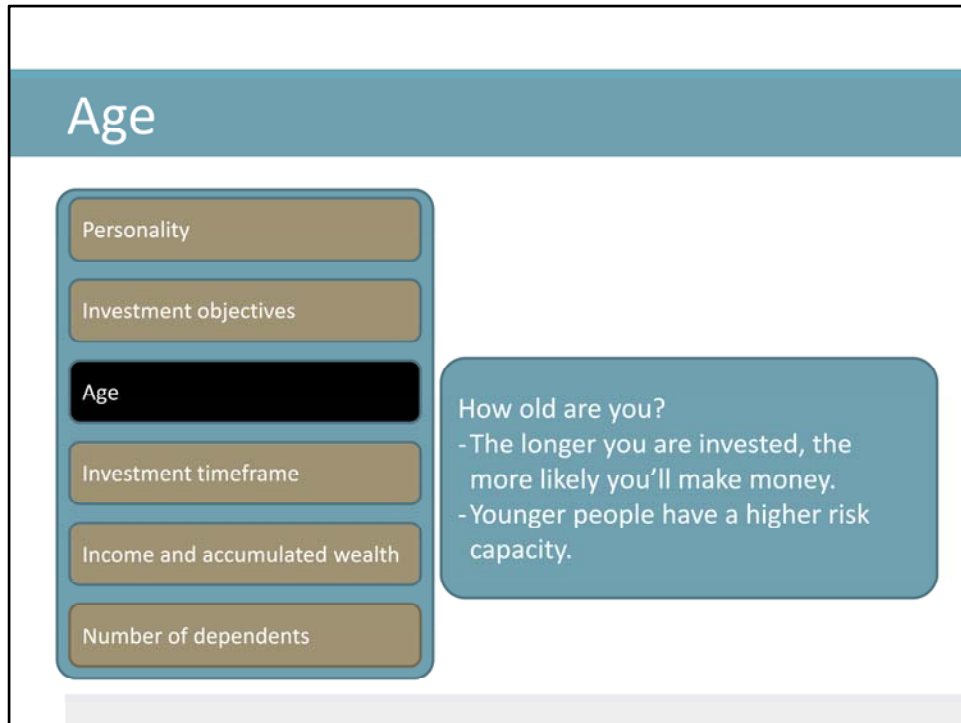 Age
Personality
Investment objectives
Age
Investment timeframe
Income and accumulated wealth
Number of dependents
How old are you?
-The longer you are invested, the
more likely you'll make money.
-Younger people have a higher risk
capacity.